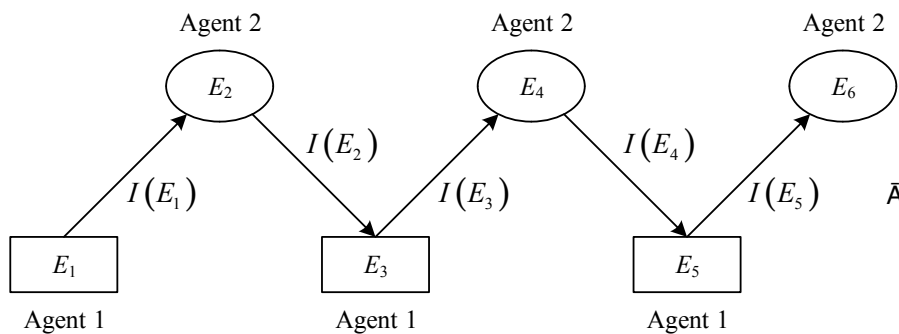 Agent 2 Agent 2 Agent 2
E₂ E₄ E₆
I(E₂) I(E₄)
I(E₁) I(E₃) I(E₅)
E₁ E₃ E₅
Agent 1 Agent 1 Agent 1